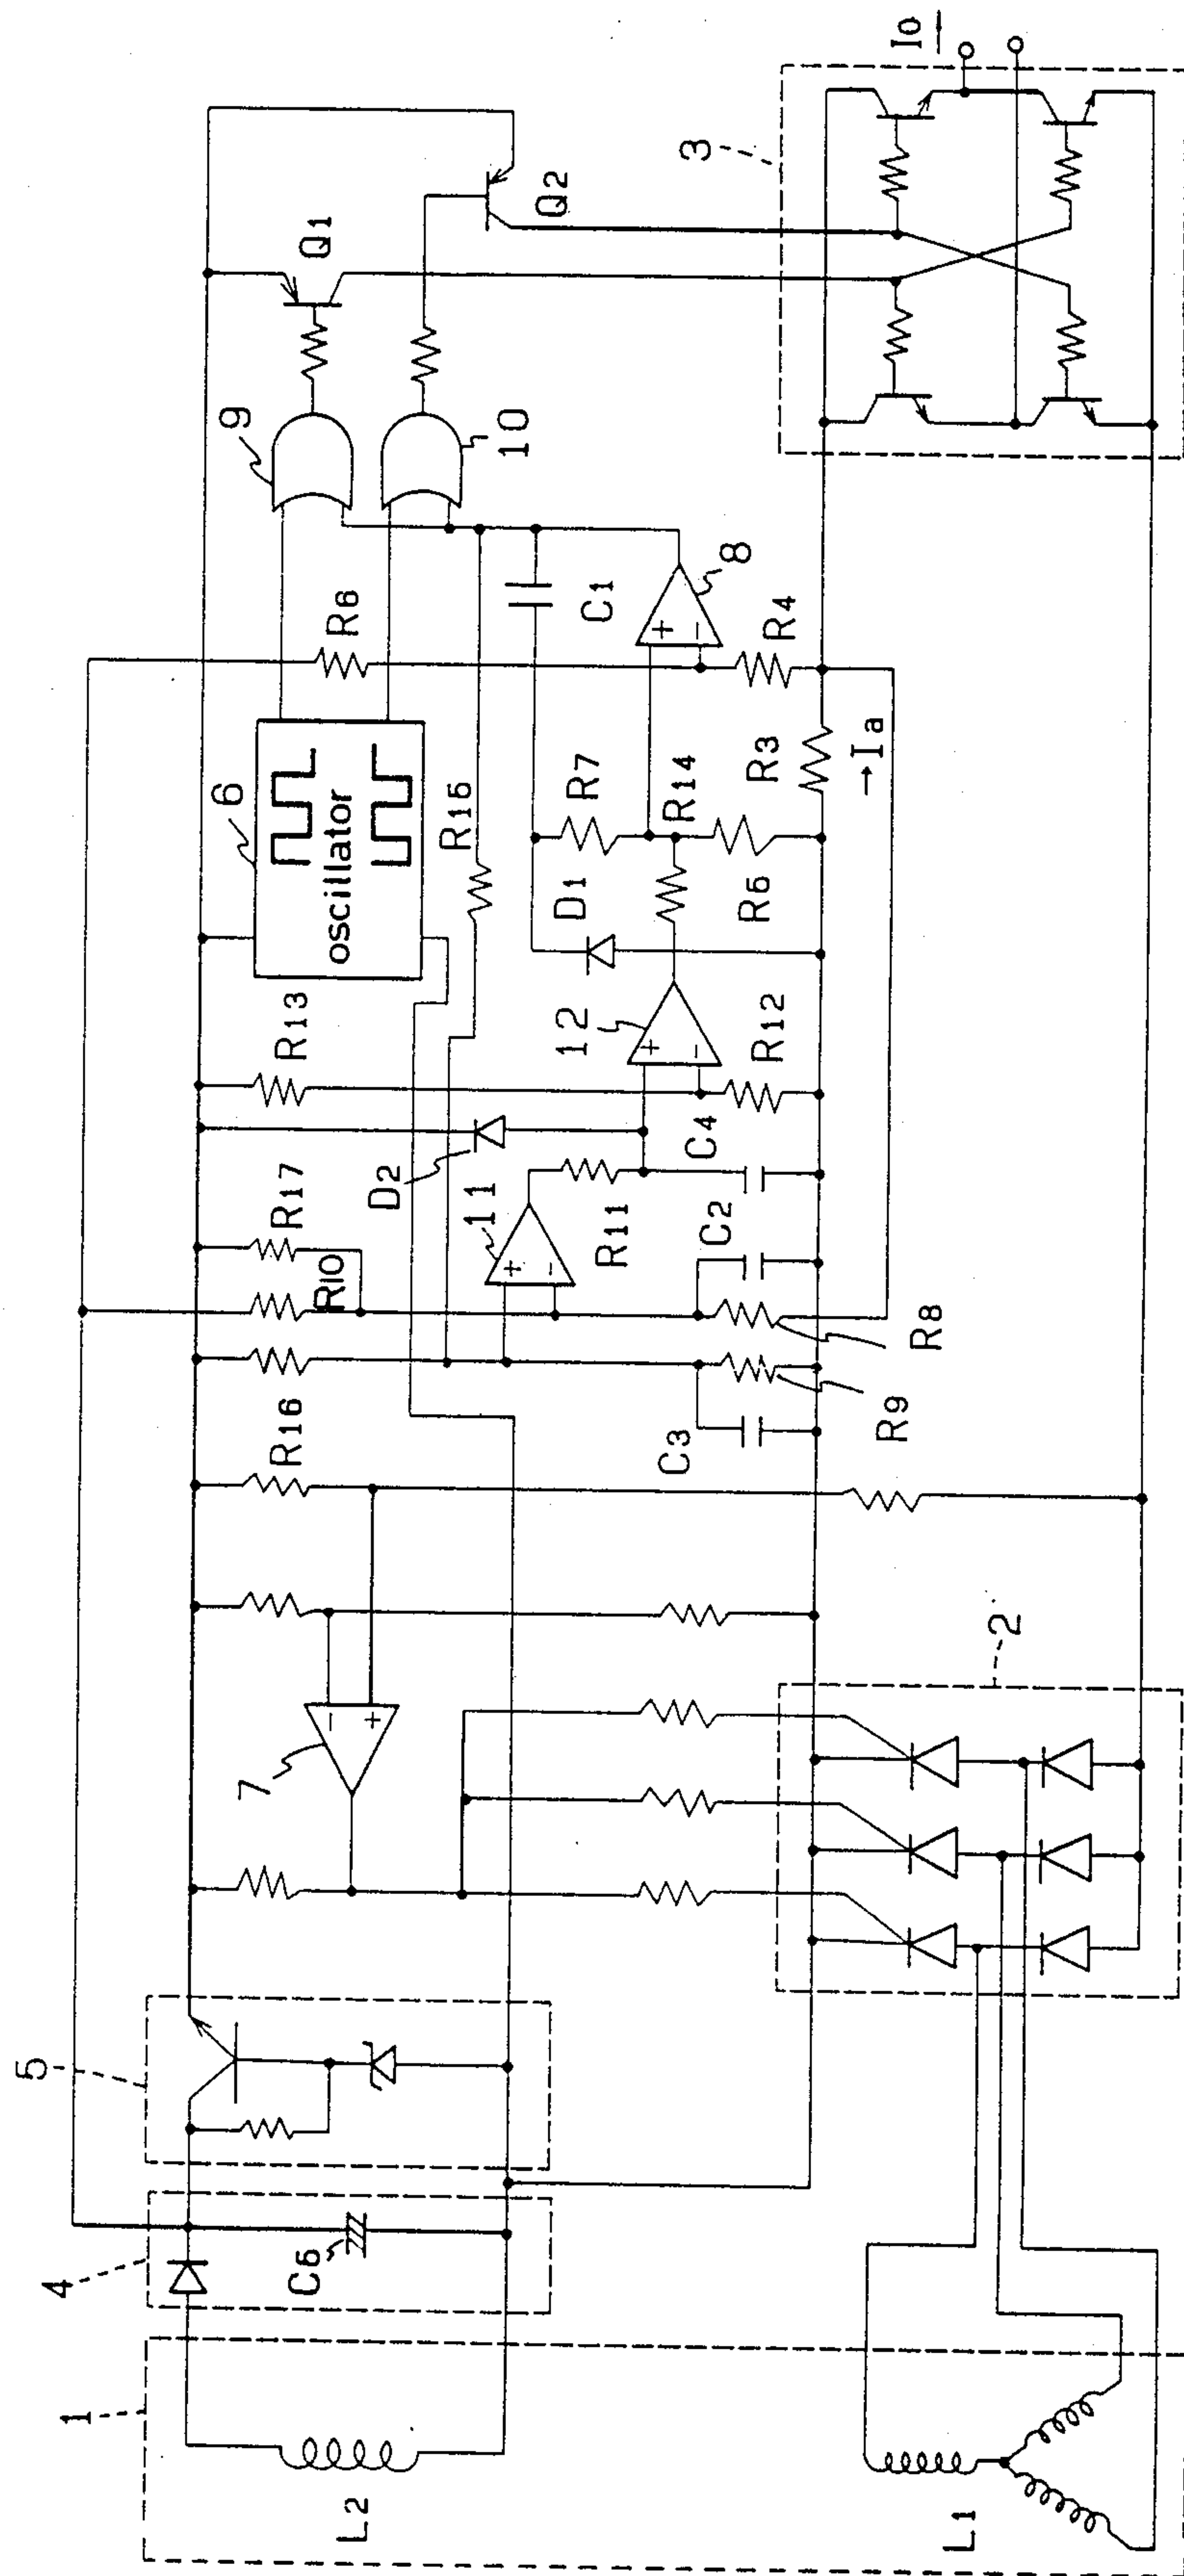 1
L2
L1
4
C6
5
7
2
R16
C3
R9
R8
R10
R17
11
R11
C2
D2
C4
R13
12
R12
6
oscillator
R15
D1
R7
R14
R6
R3
→Ia
R6
C1
8
R4
+
−
+
−
+
−
+
−
9
10
Q1
Q2
3
Io